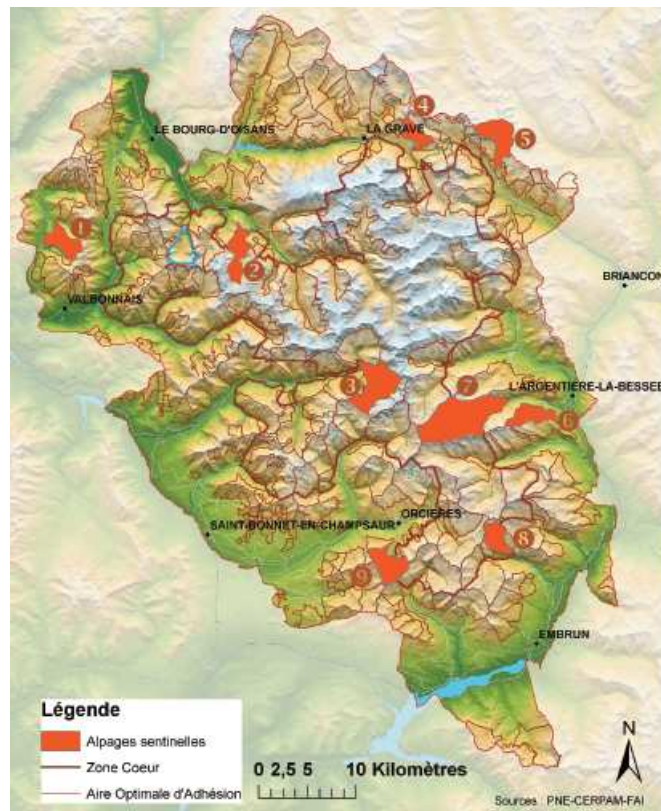 4
LE BOURG-D'OISANS
LA GRAVE
5
1
2
BRIANCON
VALBONNAIS
3
7
L'ARGENTIERE-LA-BESSEE
6
ORCIERES
SAINT-BONNET-EN-CHAMPSAUR
8
9
EMBRUN
Légende
Alpages sentinelles
Zone Coeur
Aire Optimale d'Adhésion
0 2,5 5 10 Kilomètres
N
Sources PNE-CERPAM-FAI